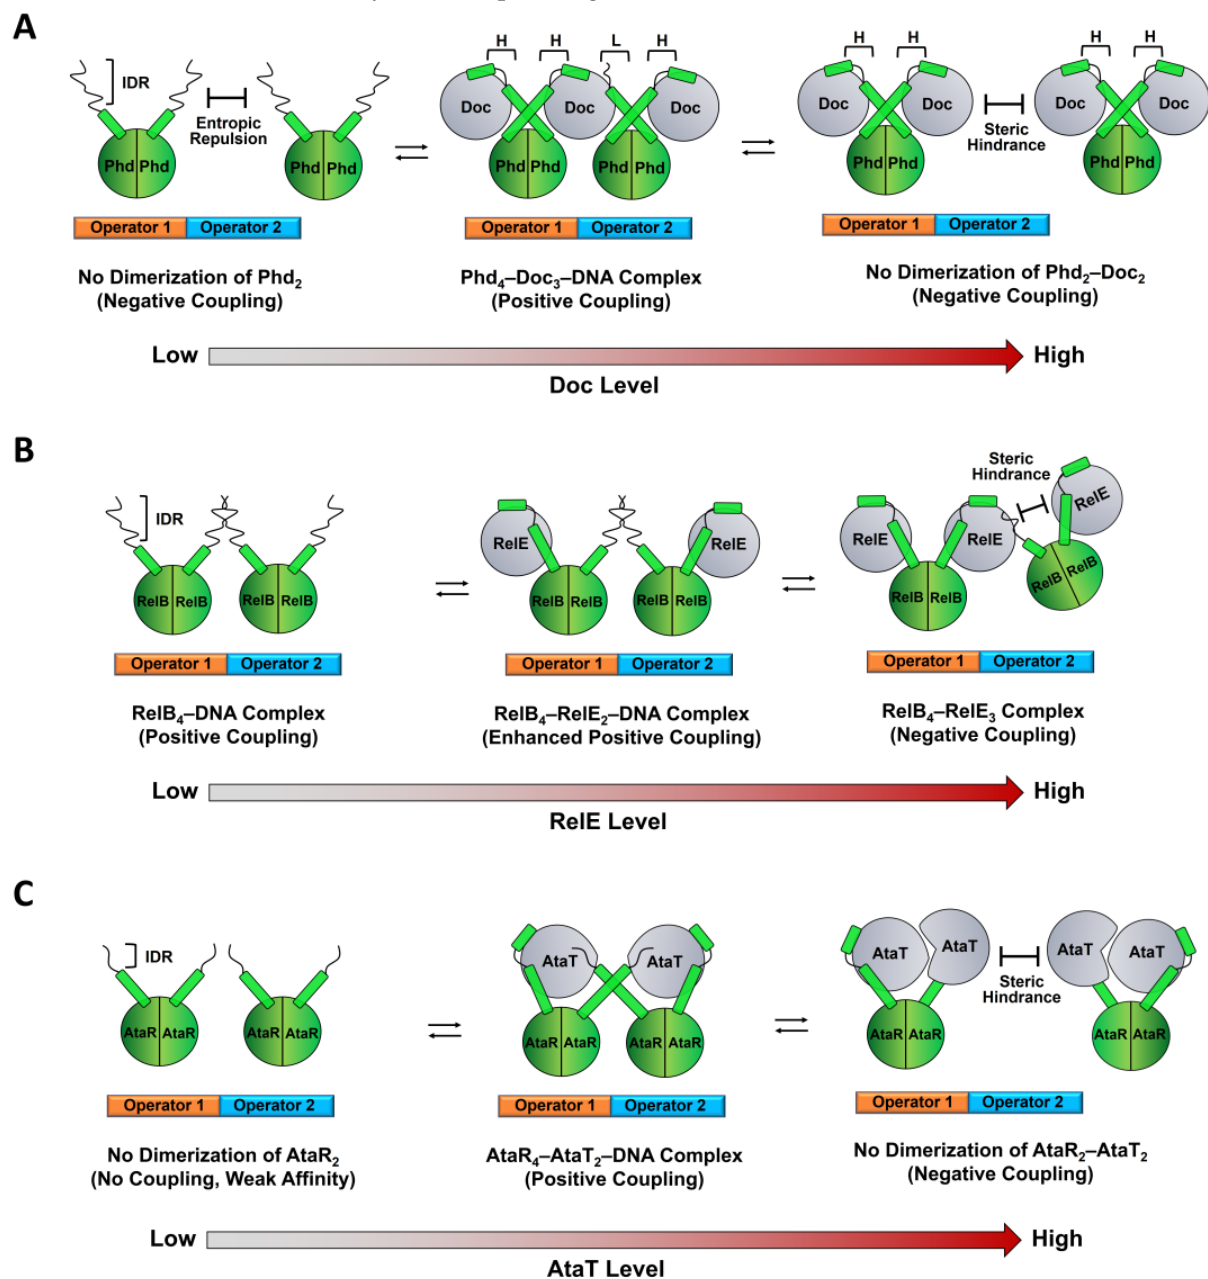 A
IDR
Entropic
Repulsion
Phd Phd
Phd Phd
H H L H
Doc Doc Doc
Phd Phd
Phd Phd
H H
H H
Doc Doc
Doc Doc
Steric
Hindrance
Phd Phd
Phd Phd
Operator 1 Operator 2
Operator 1 Operator 2
Operator 1 Operator 2
No Dimerization of Phd2
(Negative Coupling)
Phd4–Doc3–DNA Complex
(Positive Coupling)
No Dimerization of Phd2–Doc2
(Negative Coupling)
Low
High
Doc Level
B
IDR
RelB RelB
RelB RelB
RelE
RelE
RelB RelB
RelB RelB
Steric
Hindrance
RelE
RelE
RelE
RelB RelB
RelB RelB
Operator 1 Operator 2
Operator 1 Operator 2
Operator 1 Operator 2
RelB4–DNA Complex
(Positive Coupling)
RelB4–RelE2–DNA Complex
(Enhanced Positive Coupling)
RelB4–RelE3 Complex
(Negative Coupling)
Low
High
RelE Level
C
IDR
AtaR AtaR
AtaR AtaR
AtaT
AtaT
AtaR AtaR
AtaR AtaR
AtaT AtaT
AtaT AtaT
Steric
Hindrance
AtaR AtaR
AtaR AtaR
Operator 1 Operator 2
Operator 1 Operator 2
Operator 1 Operator 2
No Dimerization of AtaR2
(No Coupling, Weak Affinity)
AtaR4–AtaT2–DNA Complex
(Positive Coupling)
No Dimerization of AtaR2–AtaT2
(Negative Coupling)
Low
High
AtaT Level